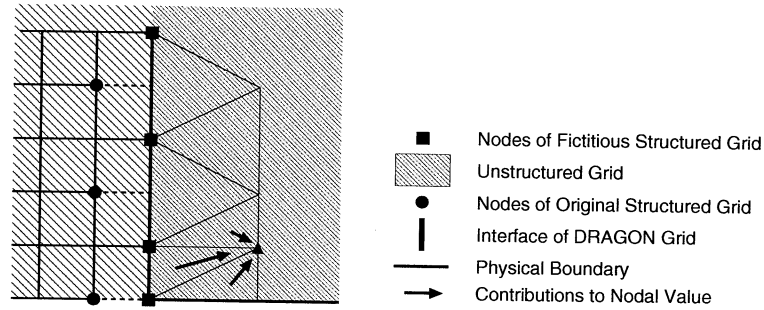 Nodes of Fictitious Structured Grid
Unstructured Grid
Nodes of Original Structured Grid
Interface of DRAGON Grid
Physical Boundary
Contributions to Nodal Value